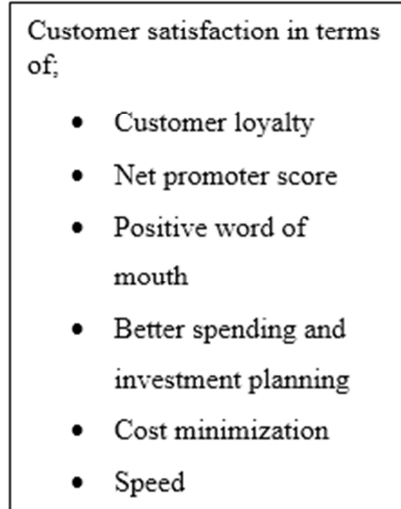 Customer satisfaction in terms
of;
• Customer loyalty
• Net promoter score
• Positive word of
mouth
• Better spending and
investment planning
• Cost minimization
• Speed